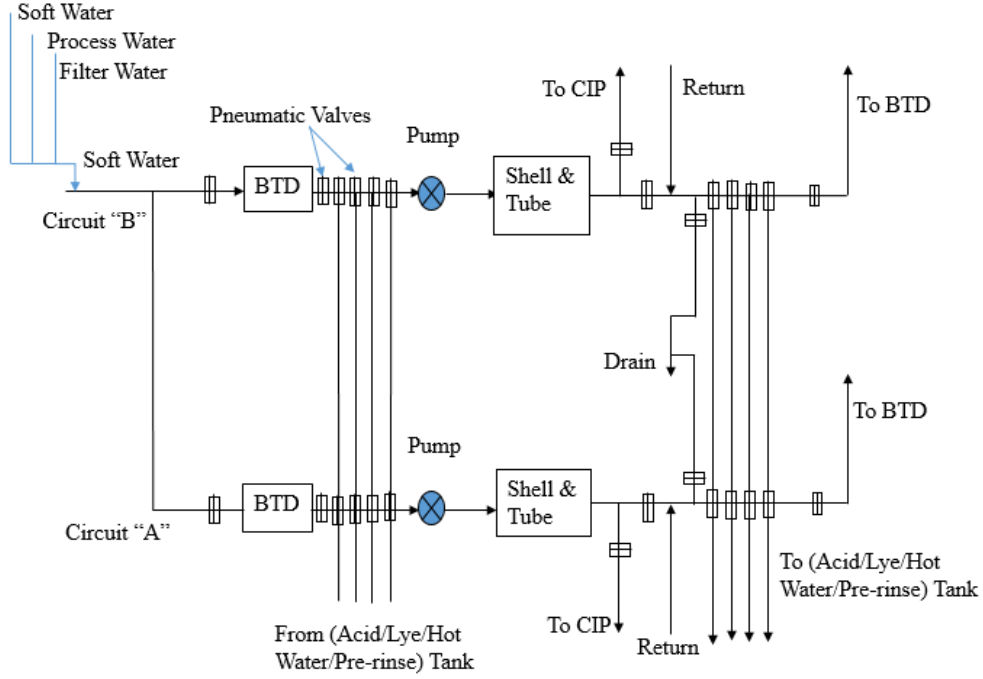 Soft Water
Process Water
Filter Water
Pneumatic Valves
Pump
To CIP
Return
To BTD
Soft Water
BTD
Shell &
Tube
Circuit “B”
Drain
To BTD
Pump
BTD
Shell &
Tube
Circuit “A”
To (Acid/Lye/Hot
Water/Pre-rinse) Tank
From (Acid/Lye/Hot
Water/Pre-rinse) Tank
To CIP
Return